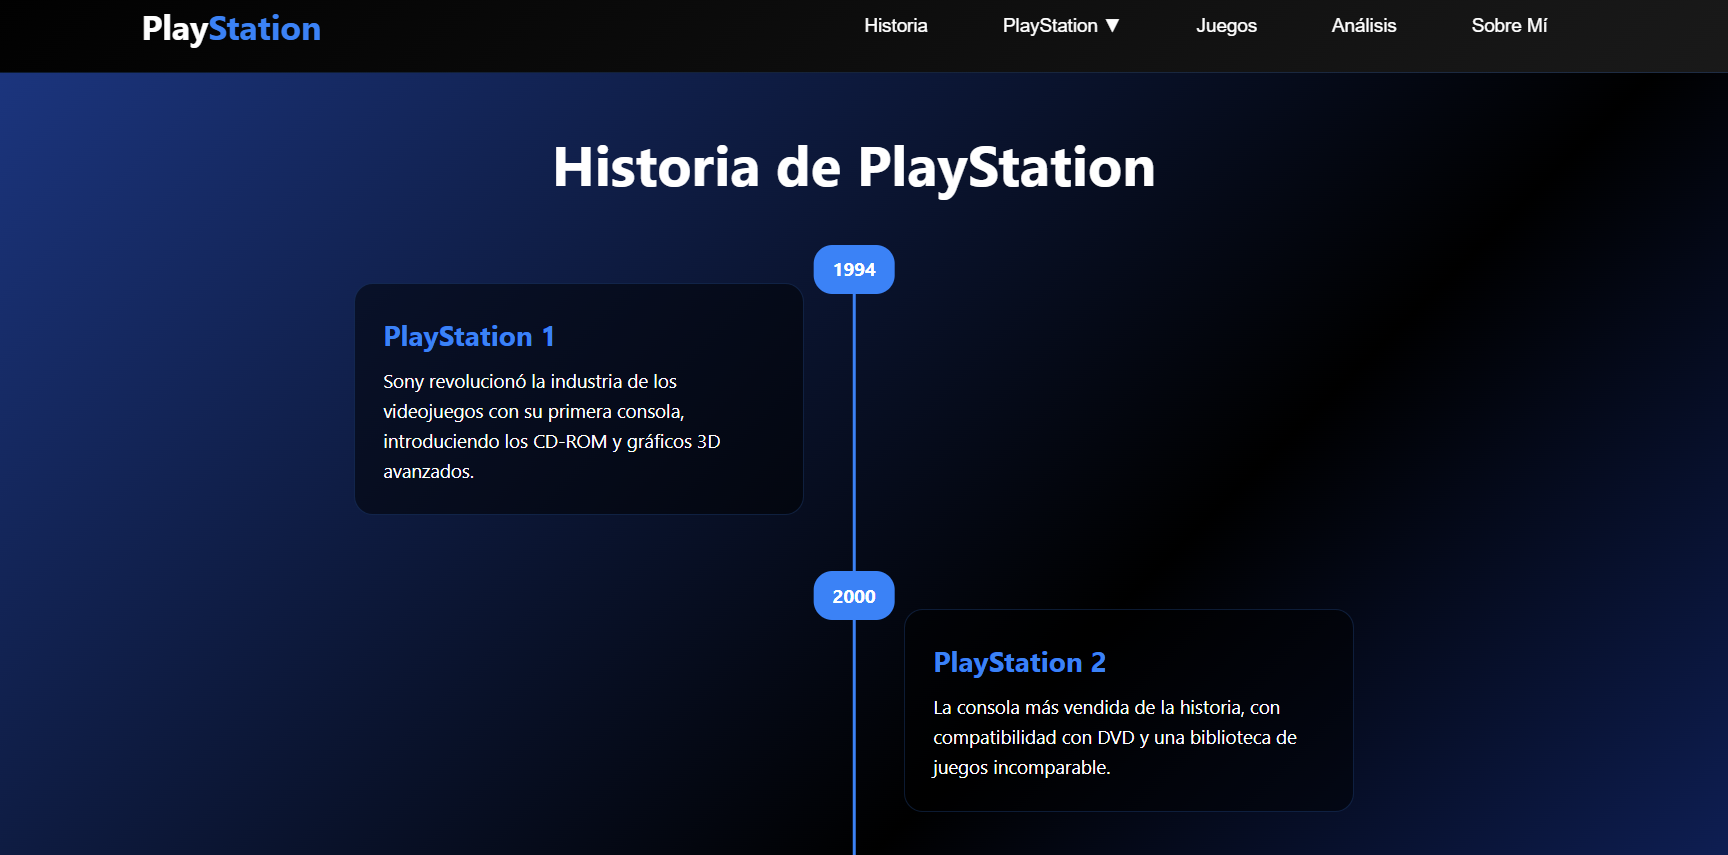 PlayStation
Historia
PlayStation ▼
Juegos
Análisis
Sobre Mí
Historia de PlayStation
1994
PlayStation 1
Sony revolucionó la industria de los
videojuegos con su primera consola,
introduciendo los CD-ROM y gráficos 3D
avanzados.
2000
PlayStation 2
La consola más vendida de la historia, con
compatibilidad con DVD y una biblioteca de
juegos incomparable.